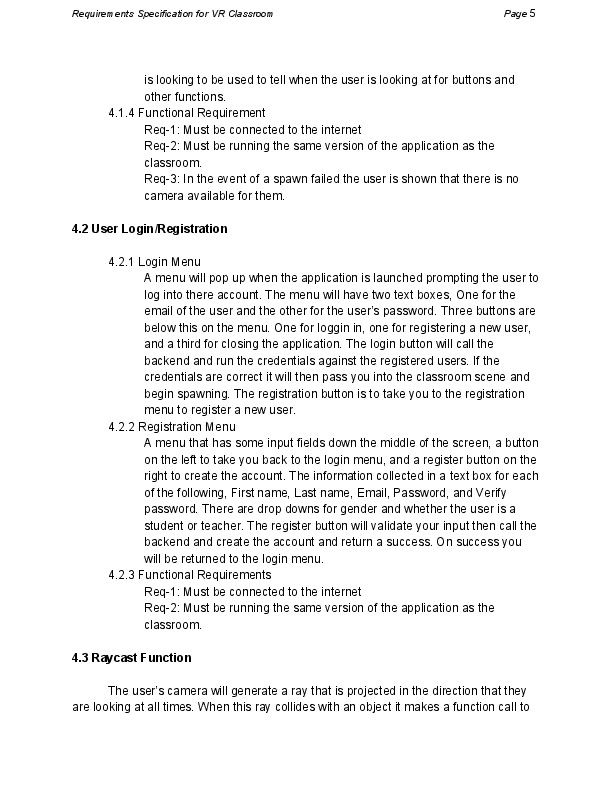 Requirements Specification for VR Classroom Page 5
is looking to be used to tell when the user is looking at for buttons and
other functions.
4.1.4 Functional Requirement
Req-1: Must be connected to the internet
Req-2: Must be running the same version of the application as the
classroom.
Req-3: In the event of a spawn failed the user is shown that there is no
camera available for them.
4.2 User Login/Registration
4.2.1 Login Menu
A menu will pop up when the application is launched prompting the user to
log into there account. The menu will have two text boxes, One for the
email of the user and the other for the user's password. Three buttons are
below this on the menu. One for loggin in, one for registering a new user,
and a third for closing the application. The login button will call the
backend and run the credentials against the registered users. If the
credentials are correct it will then pass you into the classroom scene and
begin spawning. The registration button is to take you to the registration
menu to register a new user.
4.2.2 Registration Menu
A menu that has some input fields down the middle of the screen, a button
on the left to take you back to the login menu, and a register button on the
right to create the account. The information collected in a text box for each
of the following, First name, Last name, Email, Password, and Verify
password. There are drop downs for gender and whether the user is a
student or teacher. The register button will validate your input then call the
backend and create the account and return a success. On success you
will be returned to the login menu.
4.2.3 Functional Requirements
Req-1: Must be connected to the internet
Req-2: Must be running the same version of the application as the
classroom.
4.3 Raycast Function
The user's camera will generate a ray that is projected in the direction that they
are looking at all times. When this ray collides with an object it makes a function call to